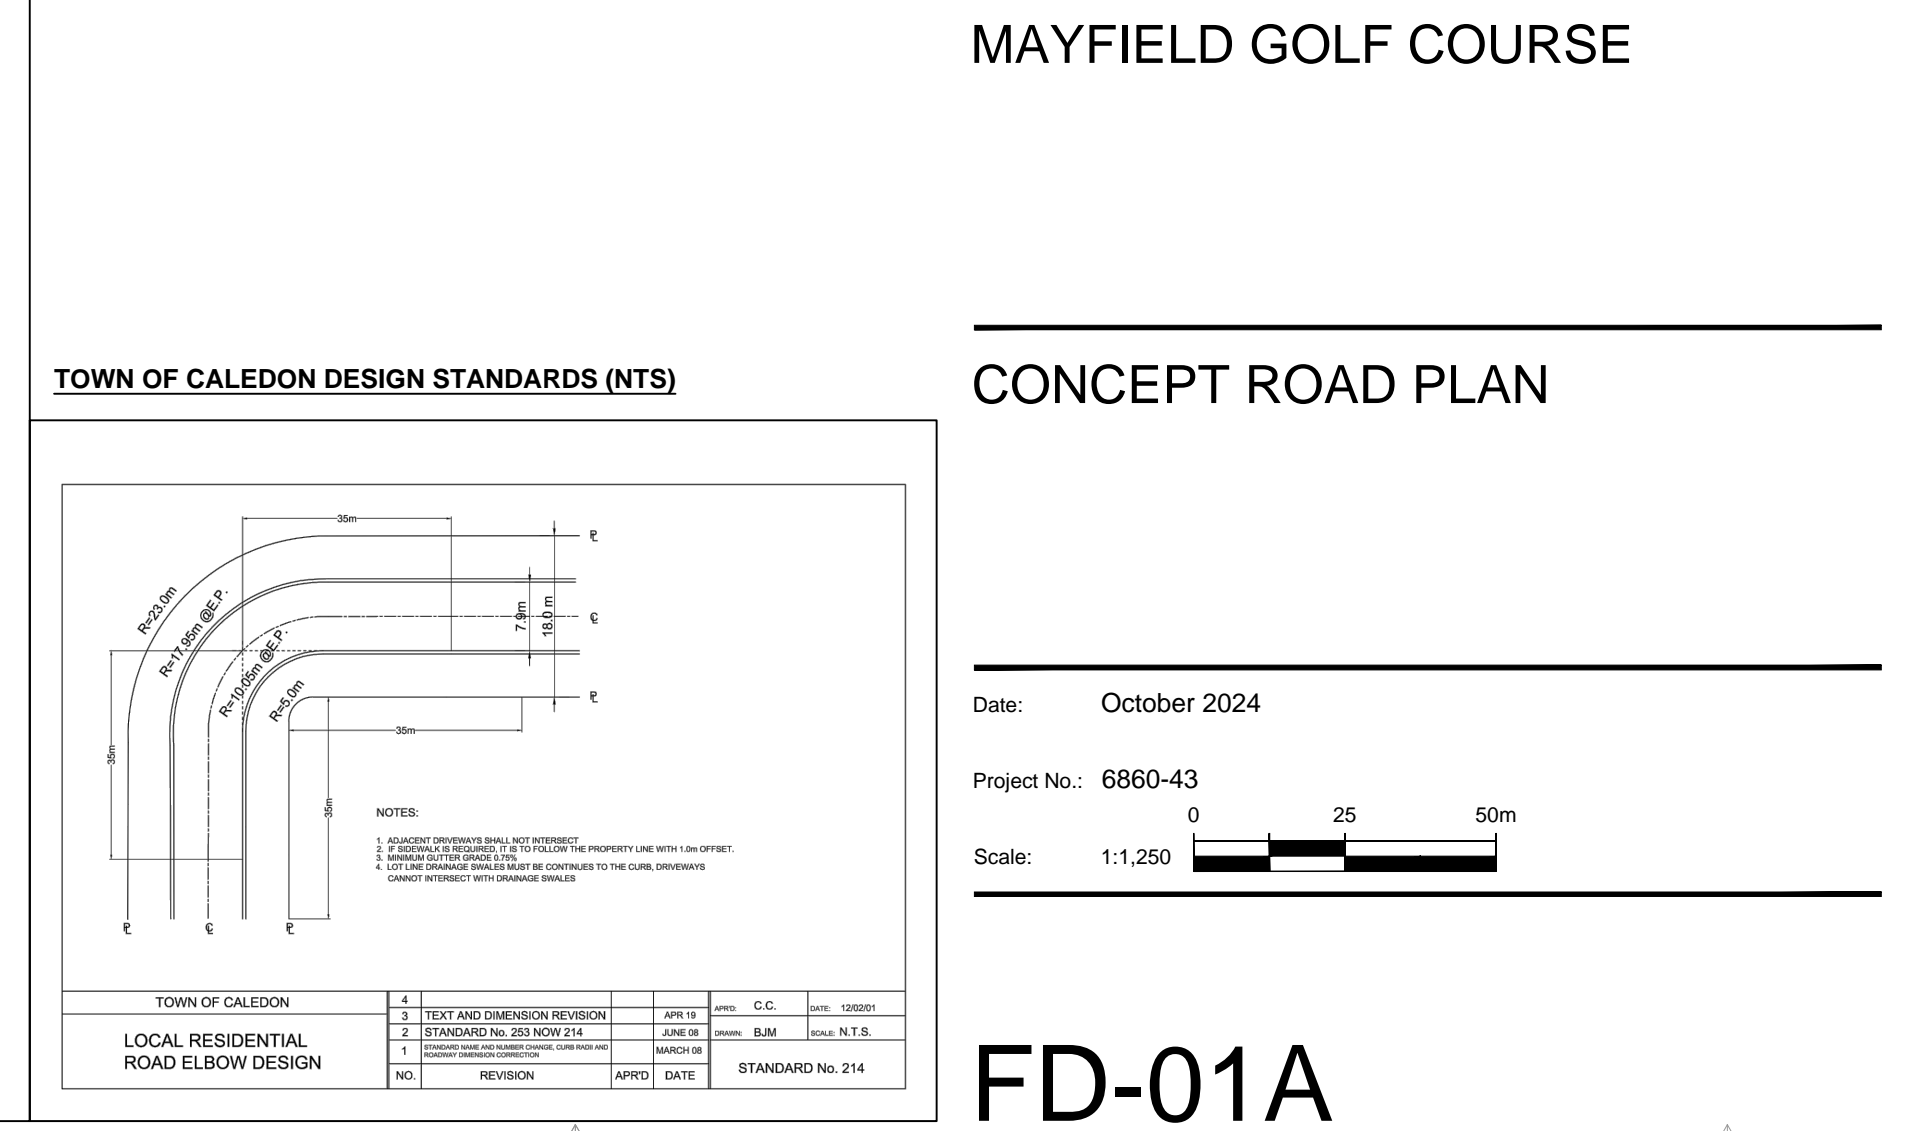 MAYFIELD GOLF COURSE
CONCEPT ROAD PLAN
Date: October 2024
Project No.: 6860-43
0 25 50m
Scale: 1:1,250
FD-01A
TOWN OF CALEDON DESIGN STANDARDS (NTS)
35m
R=23.0m
R=17.95m @E.P.
R=10.05m @E.P.
R=5.0m
7.9m
18.0 m
35m
35m
35m
PL
CL
PL
PL
CL
PL
NOTES:
1. ADJACENT DRIVEWAYS SHALL NOT INTERSECT
2. IF SIDEWALK IS REQUIRED, IT IS TO FOLLOW THE PROPERTY LINE WITH 1.0m OFFSET.
3. MINIMUM GUTTER GRADE 0.75%
4. LOT LINE DRAINAGE SWALES MUST BE CONTINUES TO THE CURB, DRIVEWAYS
CANNOT INTERSECT WITH DRAINAGE SWALES
TOWN OF CALEDON
LOCAL RESIDENTIAL
ROAD ELBOW DESIGN
4
3 TEXT AND DIMENSION REVISION APR 19
2 STANDARD No. 253 NOW 214 JUNE 08
1 STANDARD NAME AND NUMBER CHANGE, CURB RADII AND
ROADWAY DIMENSION CORRECTION MARCH 08
NO. REVISION APR'D DATE
APR'D: C.C. DATE: 12/02/01
DRAWN: BJM SCALE: N.T.S.
STANDARD No. 214